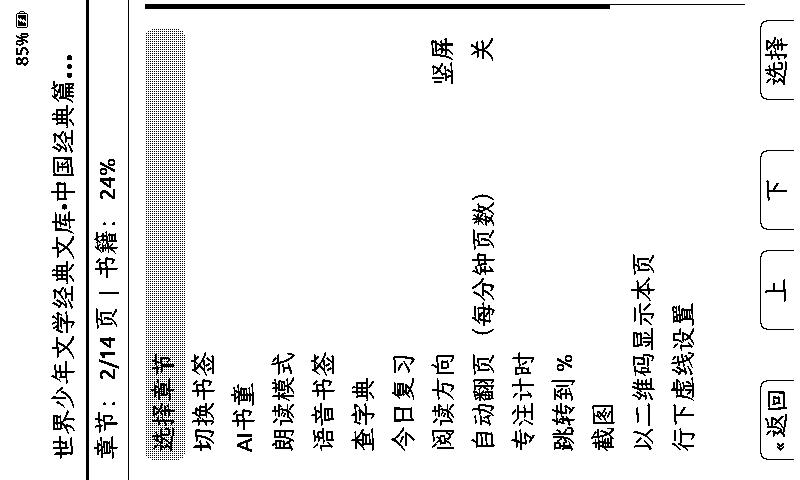 85%
世界少年文学经典文库•中国经典篇...
章节： 2/14 页 | 书籍： 24%
选择章节
切换书签
AI书童
朗读模式
语音书签
查字典
今日复习
阅读方向 竖屏
自动翻页 (每分钟页数) 关
专注计时
跳转到 %
截图
以二维码显示本页
行下虚线设置
«返回 上 下 选择